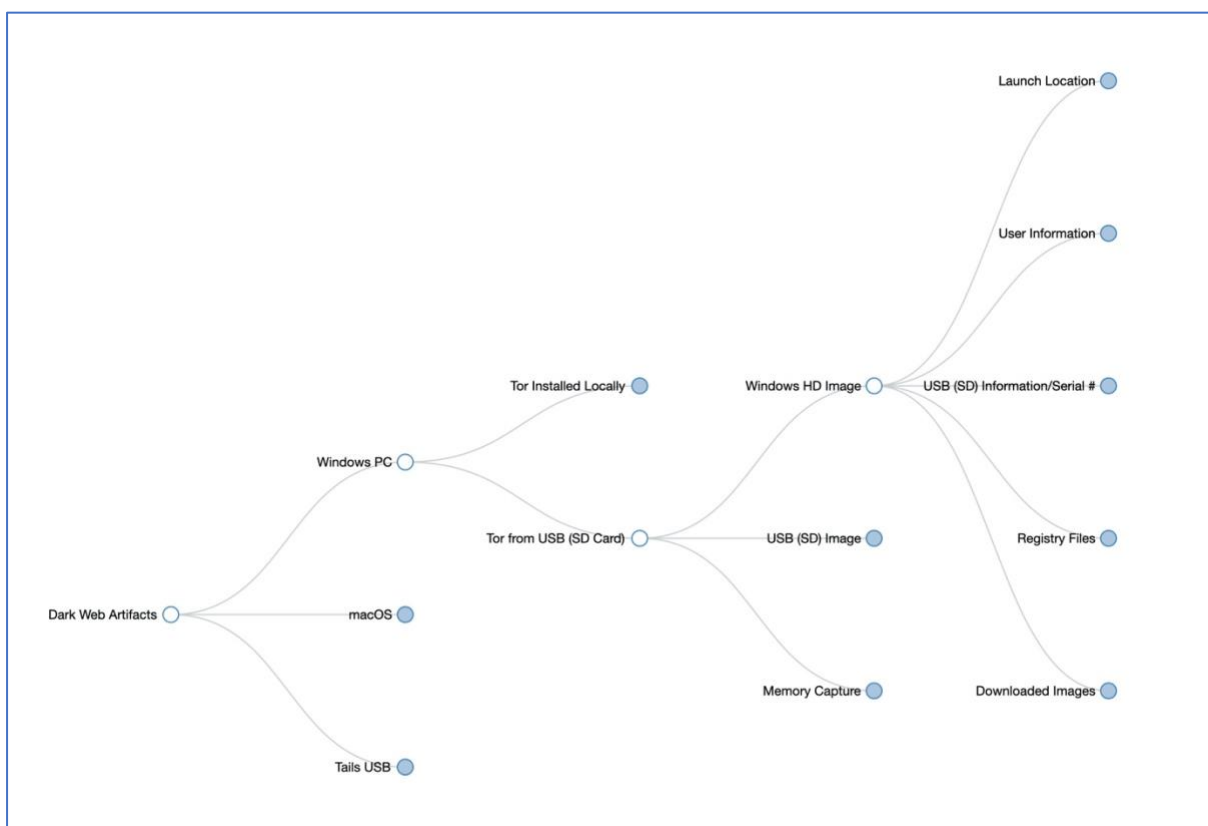 Launch Location
User Information
Tor Installed Locally
Windows HD Image
USB (SD) Information/Serial #
Windows PC
Tor from USB (SD Card)
USB (SD) Image
Registry Files
Dark Web Artifacts
macOS
Memory Capture
Downloaded Images
Tails USB